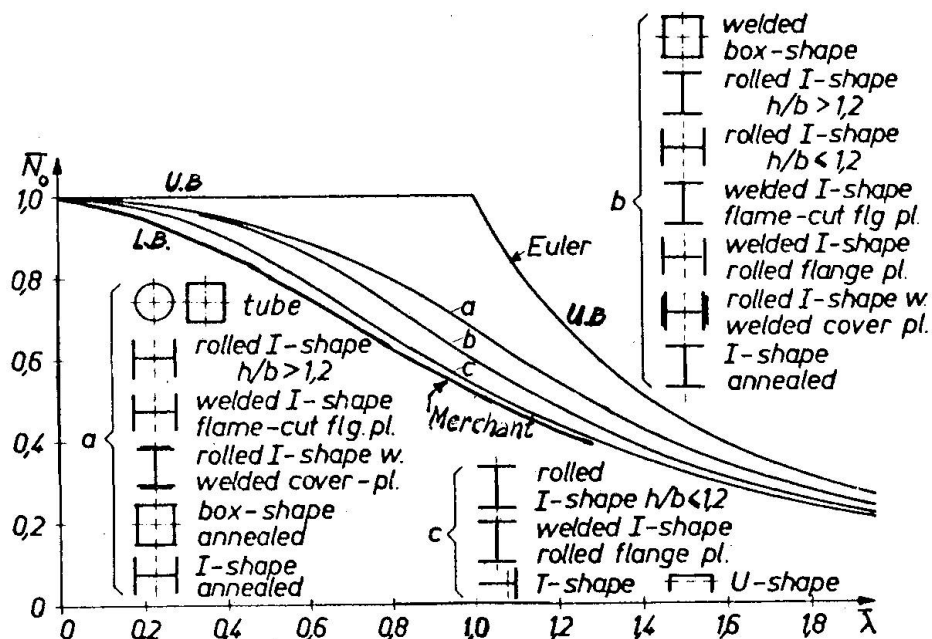 N̄₀
1,0
0,8
0,6
0,4
0,2
0
0
0,2
0,4
0,6
0,8
1,0
1,2
1,4
1,6
1,8
λ̄
U.B
L.B.
Euler
U.B
a
b
c
Merchant
a
tube
rolled I-shape
h/b > 1,2
welded I-shape
flame-cut flg. pl.
rolled I-shape w.
welded cover-pl.
box-shape
annealed
I-shape
annealed
b
welded
box-shape
rolled I-shape
h/b > 1,2
rolled I-shape
h/b ≤ 1,2
welded I-shape
flame-cut flg pl.
welded I-shape
rolled flange pl.
rolled I-shape w.
welded cover pl.
I-shape
annealed
c
rolled
I-shape h/b ≤ 1,2
welded I-shape
rolled flange pl.
T-shape
U-shape